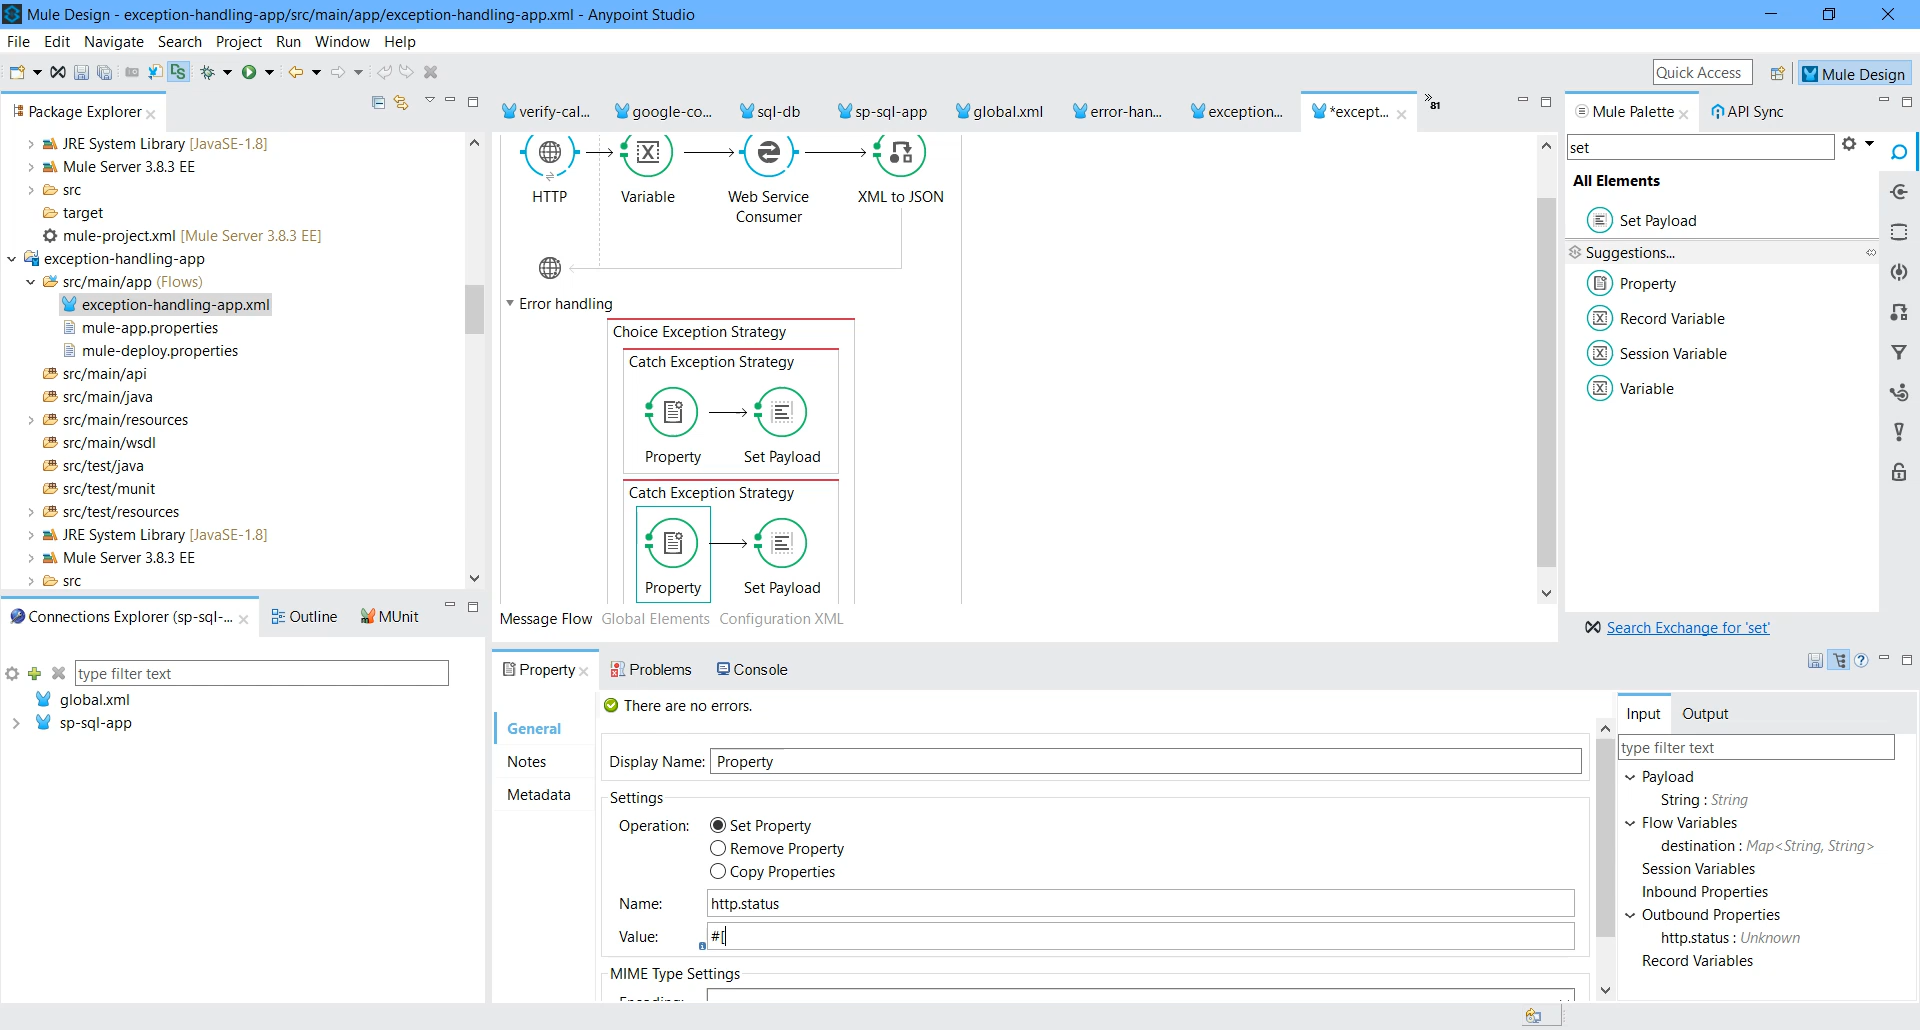 Mule Design - exception-handling-app/src/main/app/exception-handling-app.xml - Anypoint Studio
File Edit Navigate Search Project Run Window Help
Quick Access
Mule Design
Package Explorer
JRE System Library [JavaSE-1.8]
Mule Server 3.8.3 EE
src
target
mule-project.xml [Mule Server 3.8.3 EE]
exception-handling-app
src/main/app (Flows)
exception-handling-app.xml
mule-app.properties
mule-deploy.properties
src/main/api
src/main/java
src/main/resources
src/main/wsdl
src/test/java
src/test/munit
src/test/resources
JRE System Library [JavaSE-1.8]
Mule Server 3.8.3 EE
src
Connections Explorer (sp-sql-... Outline MUnit
type filter text
global.xml
sp-sql-app
verify-cal... google-co... sql-db sp-sql-app global.xml error-han... exception... *except... »81
HTTP Variable Web Service Consumer XML to JSON
Error handling
Choice Exception Strategy
Catch Exception Strategy
Property Set Payload
Catch Exception Strategy
Property Set Payload
Message Flow Global Elements Configuration XML
Mule Palette API Sync
set
All Elements
Set Payload
Suggestions...
Property
Record Variable
Session Variable
Variable
Search Exchange for 'set'
Property Problems Console
There are no errors.
General
Notes
Metadata
Display Name: Property
Settings
Operation: Set Property
Remove Property
Copy Properties
Name: http.status
Value: #[
MIME Type Settings
Input Output
type filter text
Payload
String : String
Flow Variables
destination : Map<String, String>
Session Variables
Inbound Properties
Outbound Properties
http.status : Unknown
Record Variables